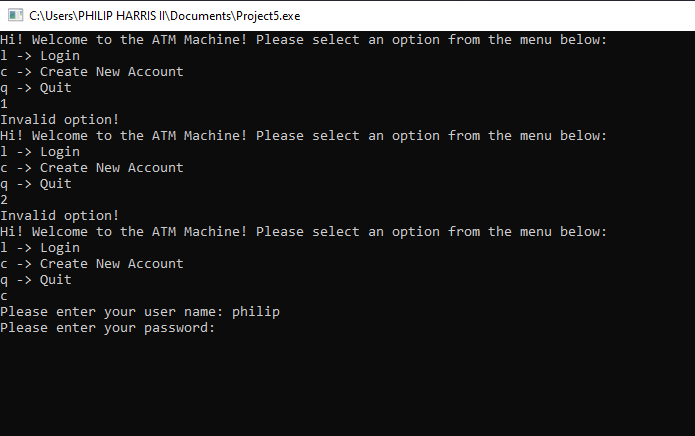 C:\Users\PHILIP HARRIS II\Documents\Project5.exe
Hi! Welcome to the ATM Machine! Please select an option from the menu below:
l -> Login
c -> Create New Account
q -> Quit
1
Invalid option!
Hi! Welcome to the ATM Machine! Please select an option from the menu below:
l -> Login
c -> Create New Account
q -> Quit
2
Invalid option!
Hi! Welcome to the ATM Machine! Please select an option from the menu below:
l -> Login
c -> Create New Account
q -> Quit
c
Please enter your user name: philip
Please enter your password: